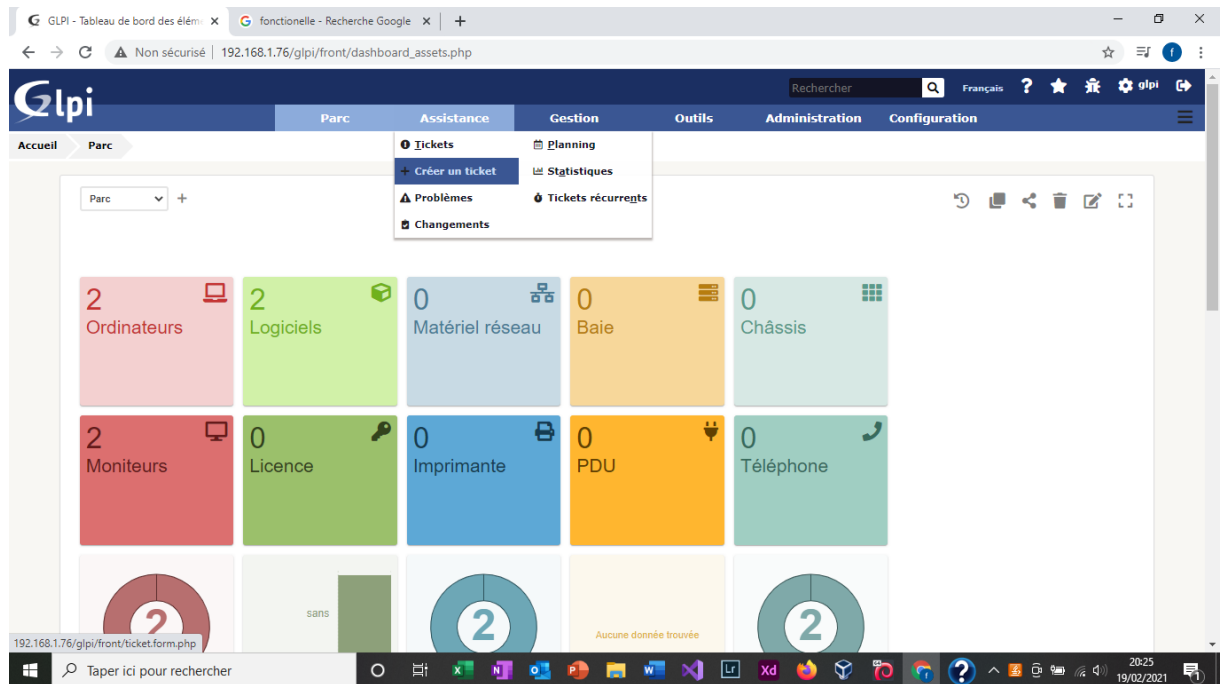 GLPI - Tableau de bord des élém
fonctionelle - Recherche Google
Non sécurisé | 192.168.1.76/glpi/front/dashboard_assets.php
f
Glpi
Rechercher
Français
? glpi
Parc Assistance Gestion Outils Administration Configuration
Accueil Parc
Tickets Planning
Créer un ticket Statistiques
Problèmes Tickets récurrents
Changements
Parc
2 Ordinateurs
2 Logiciels
0 Matériel réseau
0 Baie
0 Châssis
2 Moniteurs
0 Licence
0 Imprimante
0 PDU
0 Téléphone
2
sans
2
Aucune donnée trouvée
2
192.168.1.76/glpi/front/ticket.form.php
Taper ici pour rechercher
20:25
19/02/2021